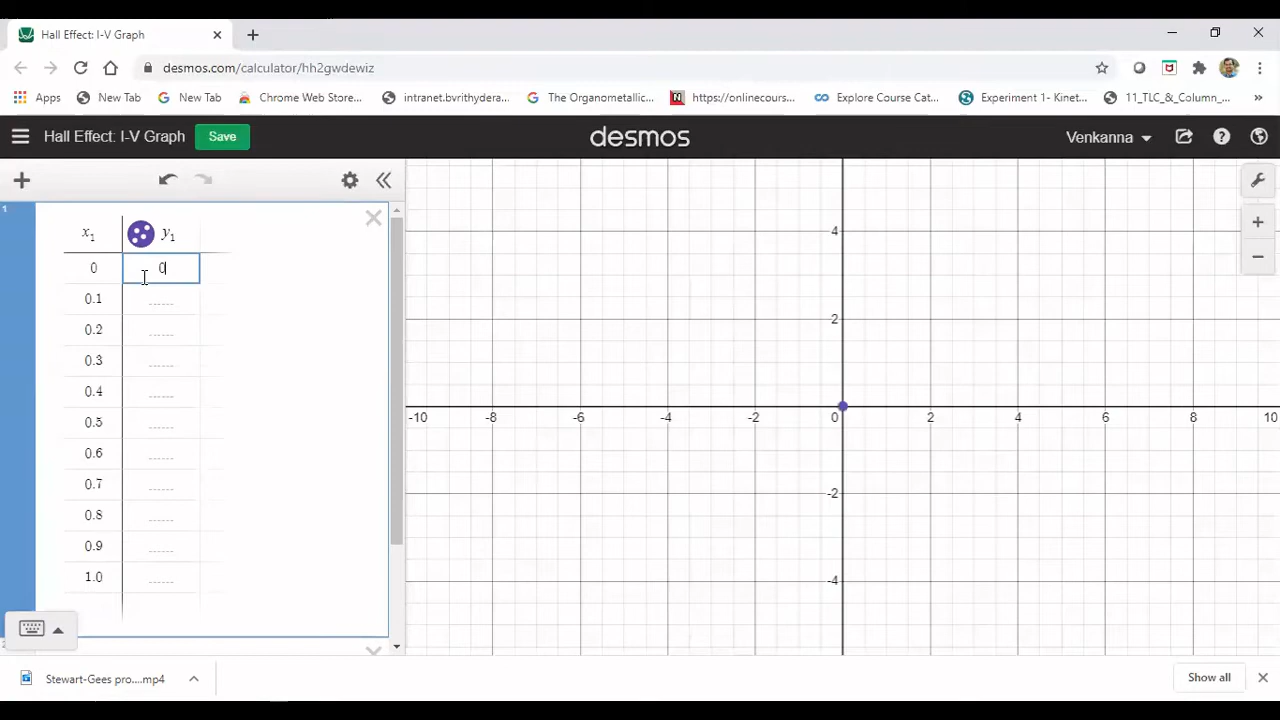 Hall Effect: I-V Graph
desmos.com/calculator/hh2gwdewiz
Apps New Tab New Tab Chrome Web Store... intranet.bvrithydera... The Organometallic... https://onlinecours... Explore Course Cat... Experiment 1- Kinet... 11_TLC_&_Column_... »
Hall Effect: I-V Graph Save desmos Venkanna
1
x1 y1
0 0
0.1
0.2
0.3
0.4
0.5
0.6
0.7
0.8
0.9
1.0
4
2
-10 -8 -6 -4 -2 0 2 4 6 8 10
-2
-4
Stewart-Gees pro....mp4 Show all